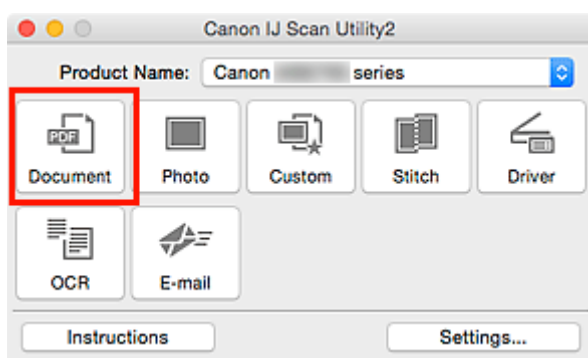 Canon IJ Scan Utility2
Product Name: Canon series
PDF
Document Photo Custom Stitch Driver
OCR E-mail
Instructions Settings...